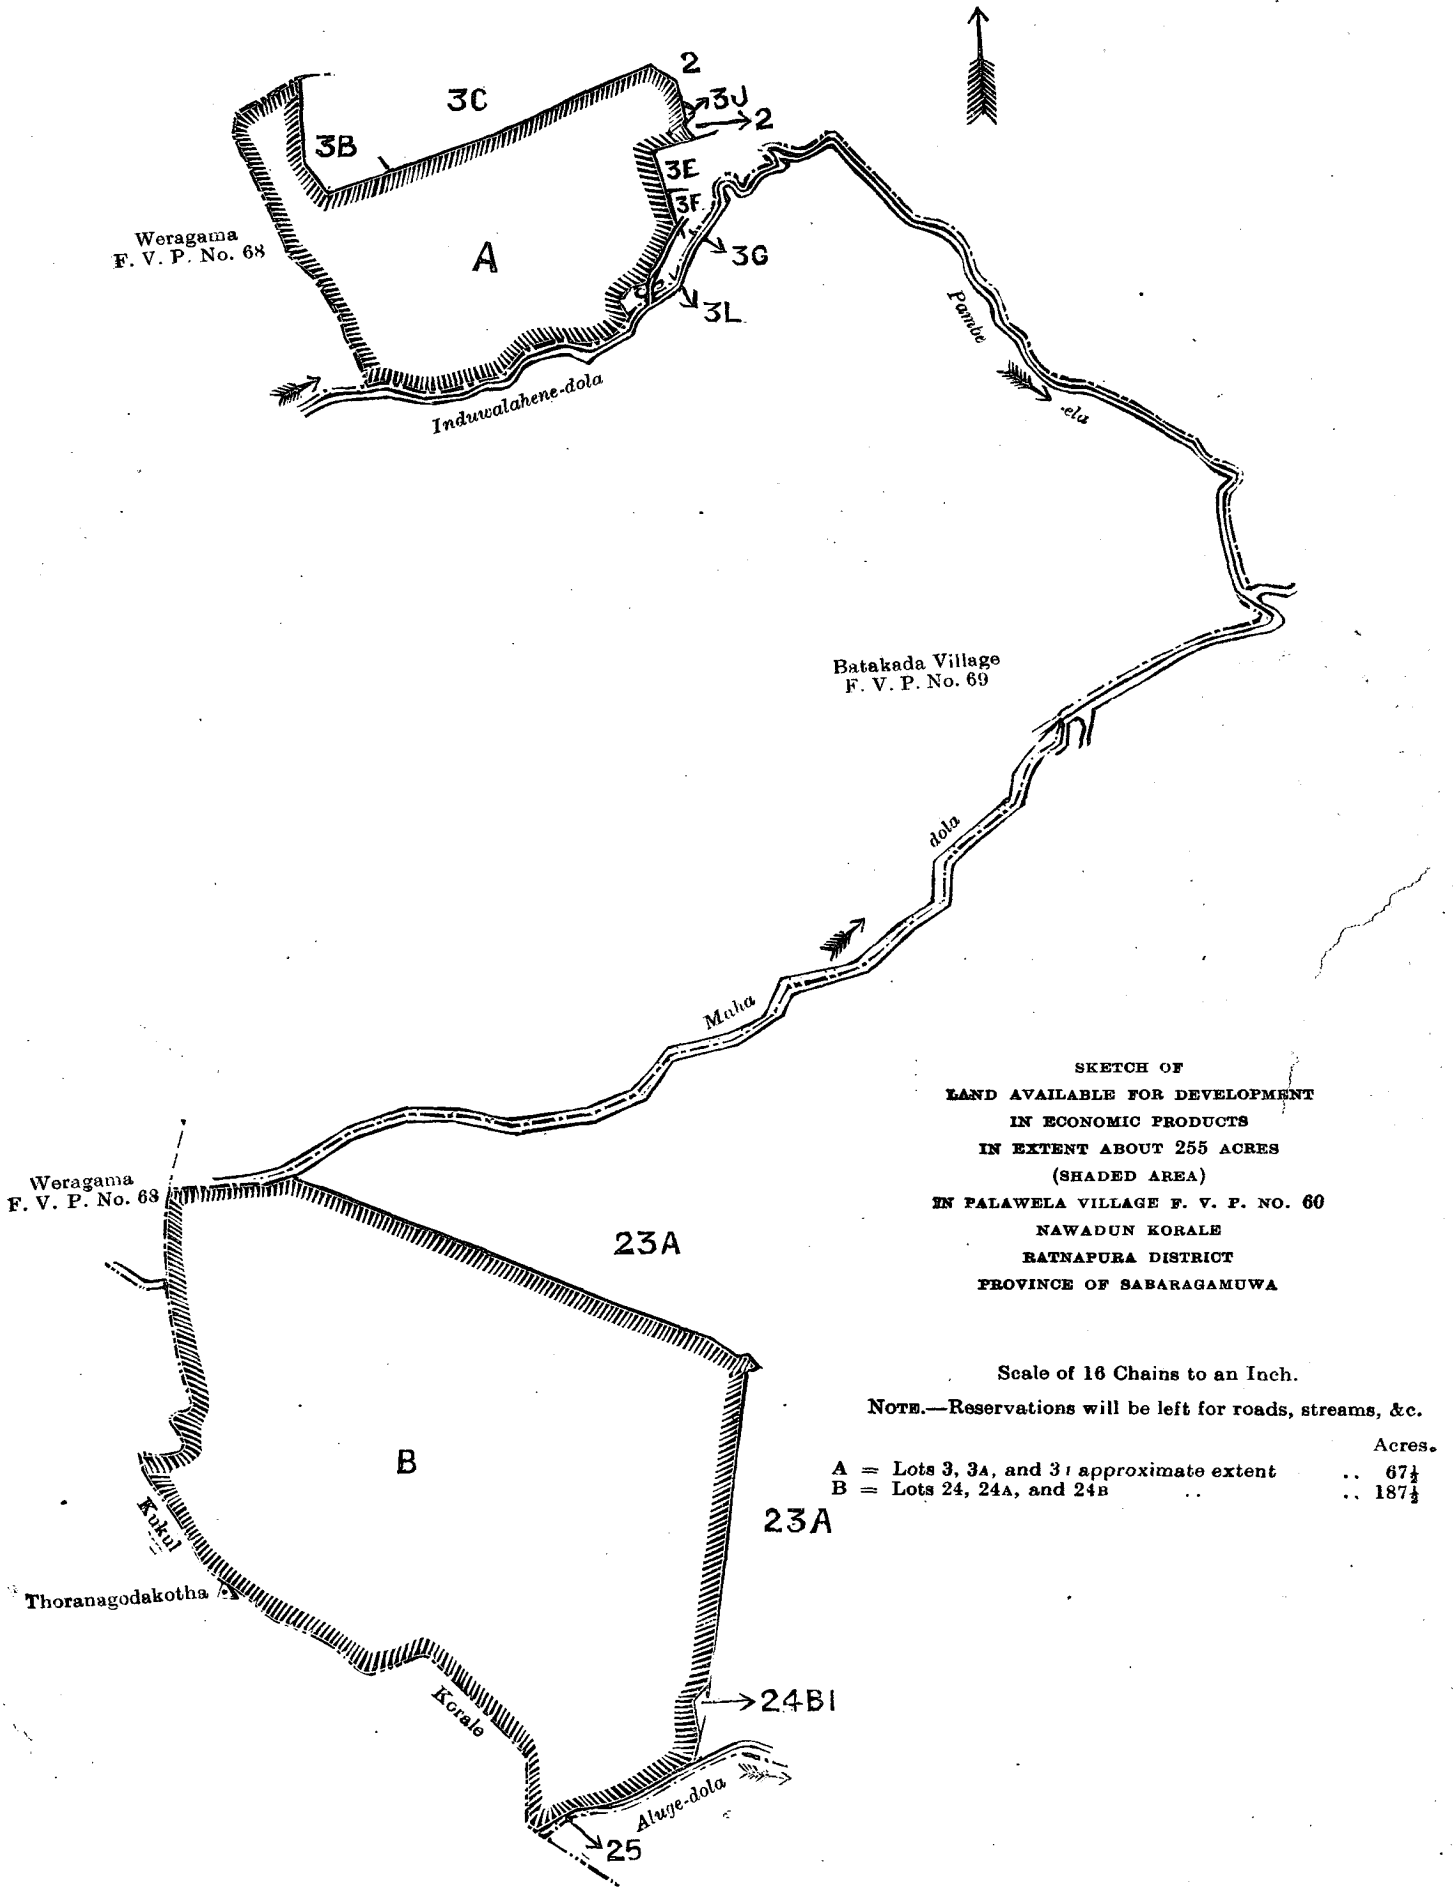 2
3C
3J
2
3B
3E
3F
Weragama
F. V. P. No. 68
A
3G
3L
Pambe
-ela
Induwalahene-dola
Batakada Village
F. V. P. No. 69
dola
Maha
SKETCH OF
LAND AVAILABLE FOR DEVELOPMENT
IN ECONOMIC PRODUCTS
IN EXTENT ABOUT 255 ACRES
(SHADED AREA)
IN PALAWELA VILLAGE F. V. P. NO. 60
NAWADUN KORALE
RATNAPURA DISTRICT
PROVINCE OF SABARAGAMUWA
Weragama
F. V. P. No. 68
23A
Scale of 16 Chains to an Inch.
NOTE.—Reservations will be left for roads, streams, &c.
Acres.
A = Lots 3, 3A, and 3I approximate extent .. 67½
B = Lots 24, 24A, and 24B .. .. 187½
B
23A
Kukul
Thoranagodakotha
Korale
24B1
Aluge-dola
25